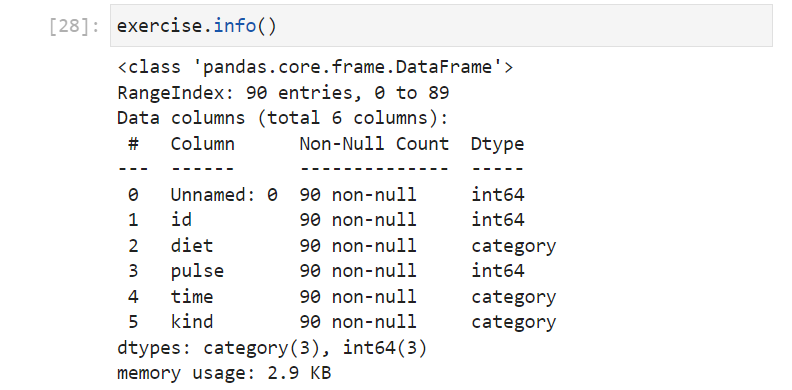 [28]: exercise.info()
<class 'pandas.core.frame.DataFrame'>
RangeIndex: 90 entries, 0 to 89
Data columns (total 6 columns):
 #   Column      Non-Null Count  Dtype
---  ------      --------------  -----
 0   Unnamed: 0  90 non-null     int64
 1   id          90 non-null     int64
 2   diet        90 non-null     category
 3   pulse       90 non-null     int64
 4   time        90 non-null     category
 5   kind        90 non-null     category
dtypes: category(3), int64(3)
memory usage: 2.9 KB